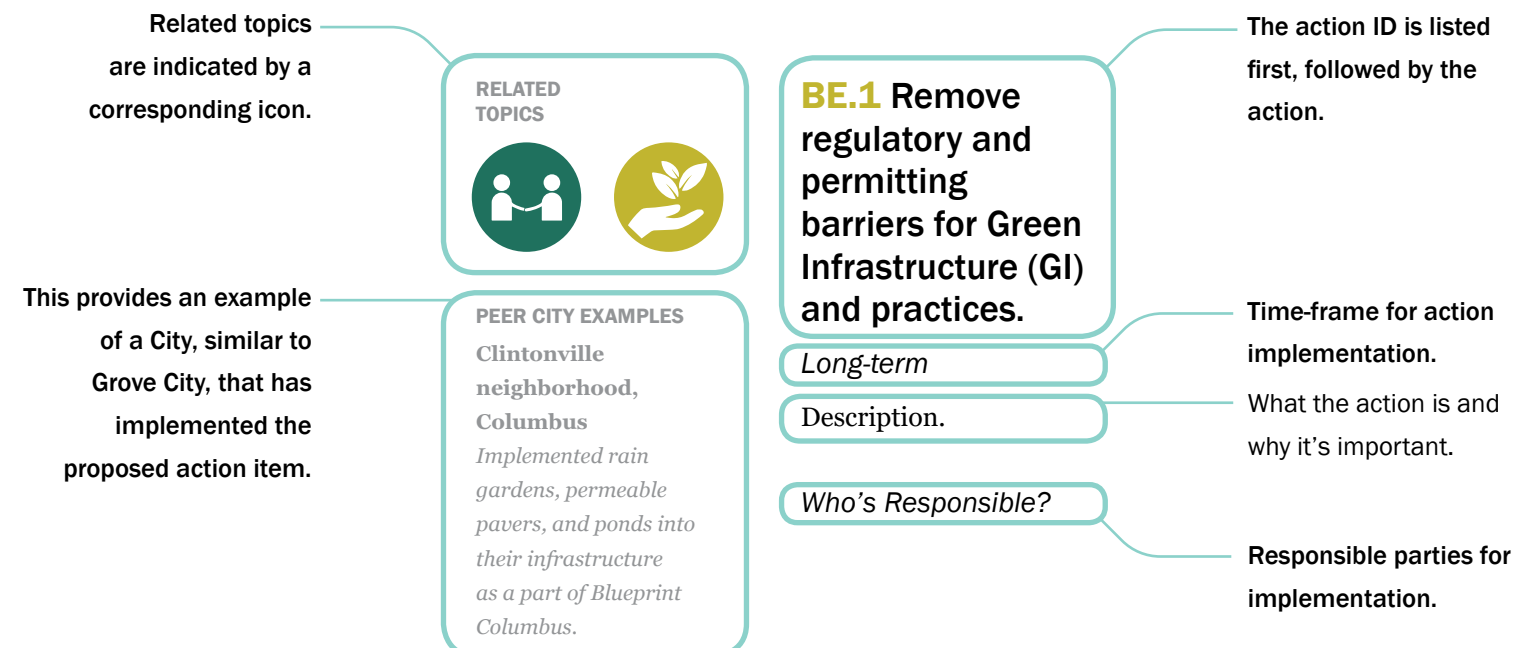 Related topics
are indicated by a
corresponding icon.
This provides an example
of a City, similar to
Grove City, that has
implemented the
proposed action item.
RELATED
TOPICS
PEER CITY EXAMPLES
Clintonville
neighborhood,
Columbus
Implemented rain
gardens, permeable
pavers, and ponds into
their infrastructure
as a part of Blueprint
Columbus.
BE.1 Remove
regulatory and
permitting
barriers for Green
Infrastructure (GI)
and practices.
Long-term
Description.
Who's Responsible?
The action ID is listed
first, followed by the
action.
Time-frame for action
implementation.
What the action is and
why it's important.
Responsible parties for
implementation.